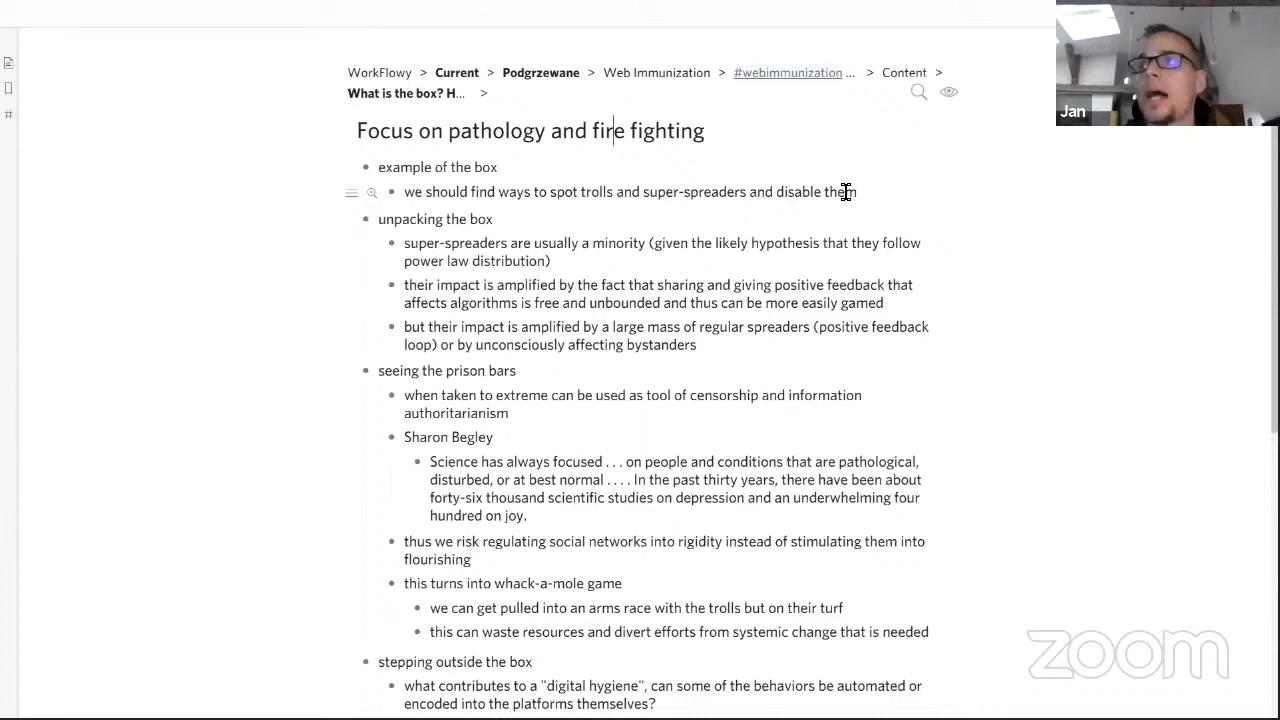 WorkFlowy > Current > Podgrzewane > Web Immunization > #webimmunization ... > Content >
What is the box? H... >
Jan
Focus on pathology and fire fighting
example of the box
we should find ways to spot trolls and super-spreaders and disable them
unpacking the box
super-spreaders are usually a minority (given the likely hypothesis that they follow
power law distribution)
their impact is amplified by the fact that sharing and giving positive feedback that
affects algorithms is free and unbounded and thus can be more easily gamed
but their impact is amplified by a large mass of regular spreaders (positive feedback
loop) or by unconsciously affecting bystanders
seeing the prison bars
when taken to extreme can be used as tool of censorship and information
authoritarianism
Sharon Begley
Science has always focused . . . on people and conditions that are pathological,
disturbed, or at best normal . . . . In the past thirty years, there have been about
forty-six thousand scientific studies on depression and an underwhelming four
hundred on joy.
thus we risk regulating social networks into rigidity instead of stimulating them into
flourishing
this turns into whack-a-mole game
we can get pulled into an arms race with the trolls but on their turf
this can waste resources and divert efforts from systemic change that is needed
stepping outside the box
what contributes to a "digital hygiene", can some of the behaviors be automated or
encoded into the platforms themselves?
zoom